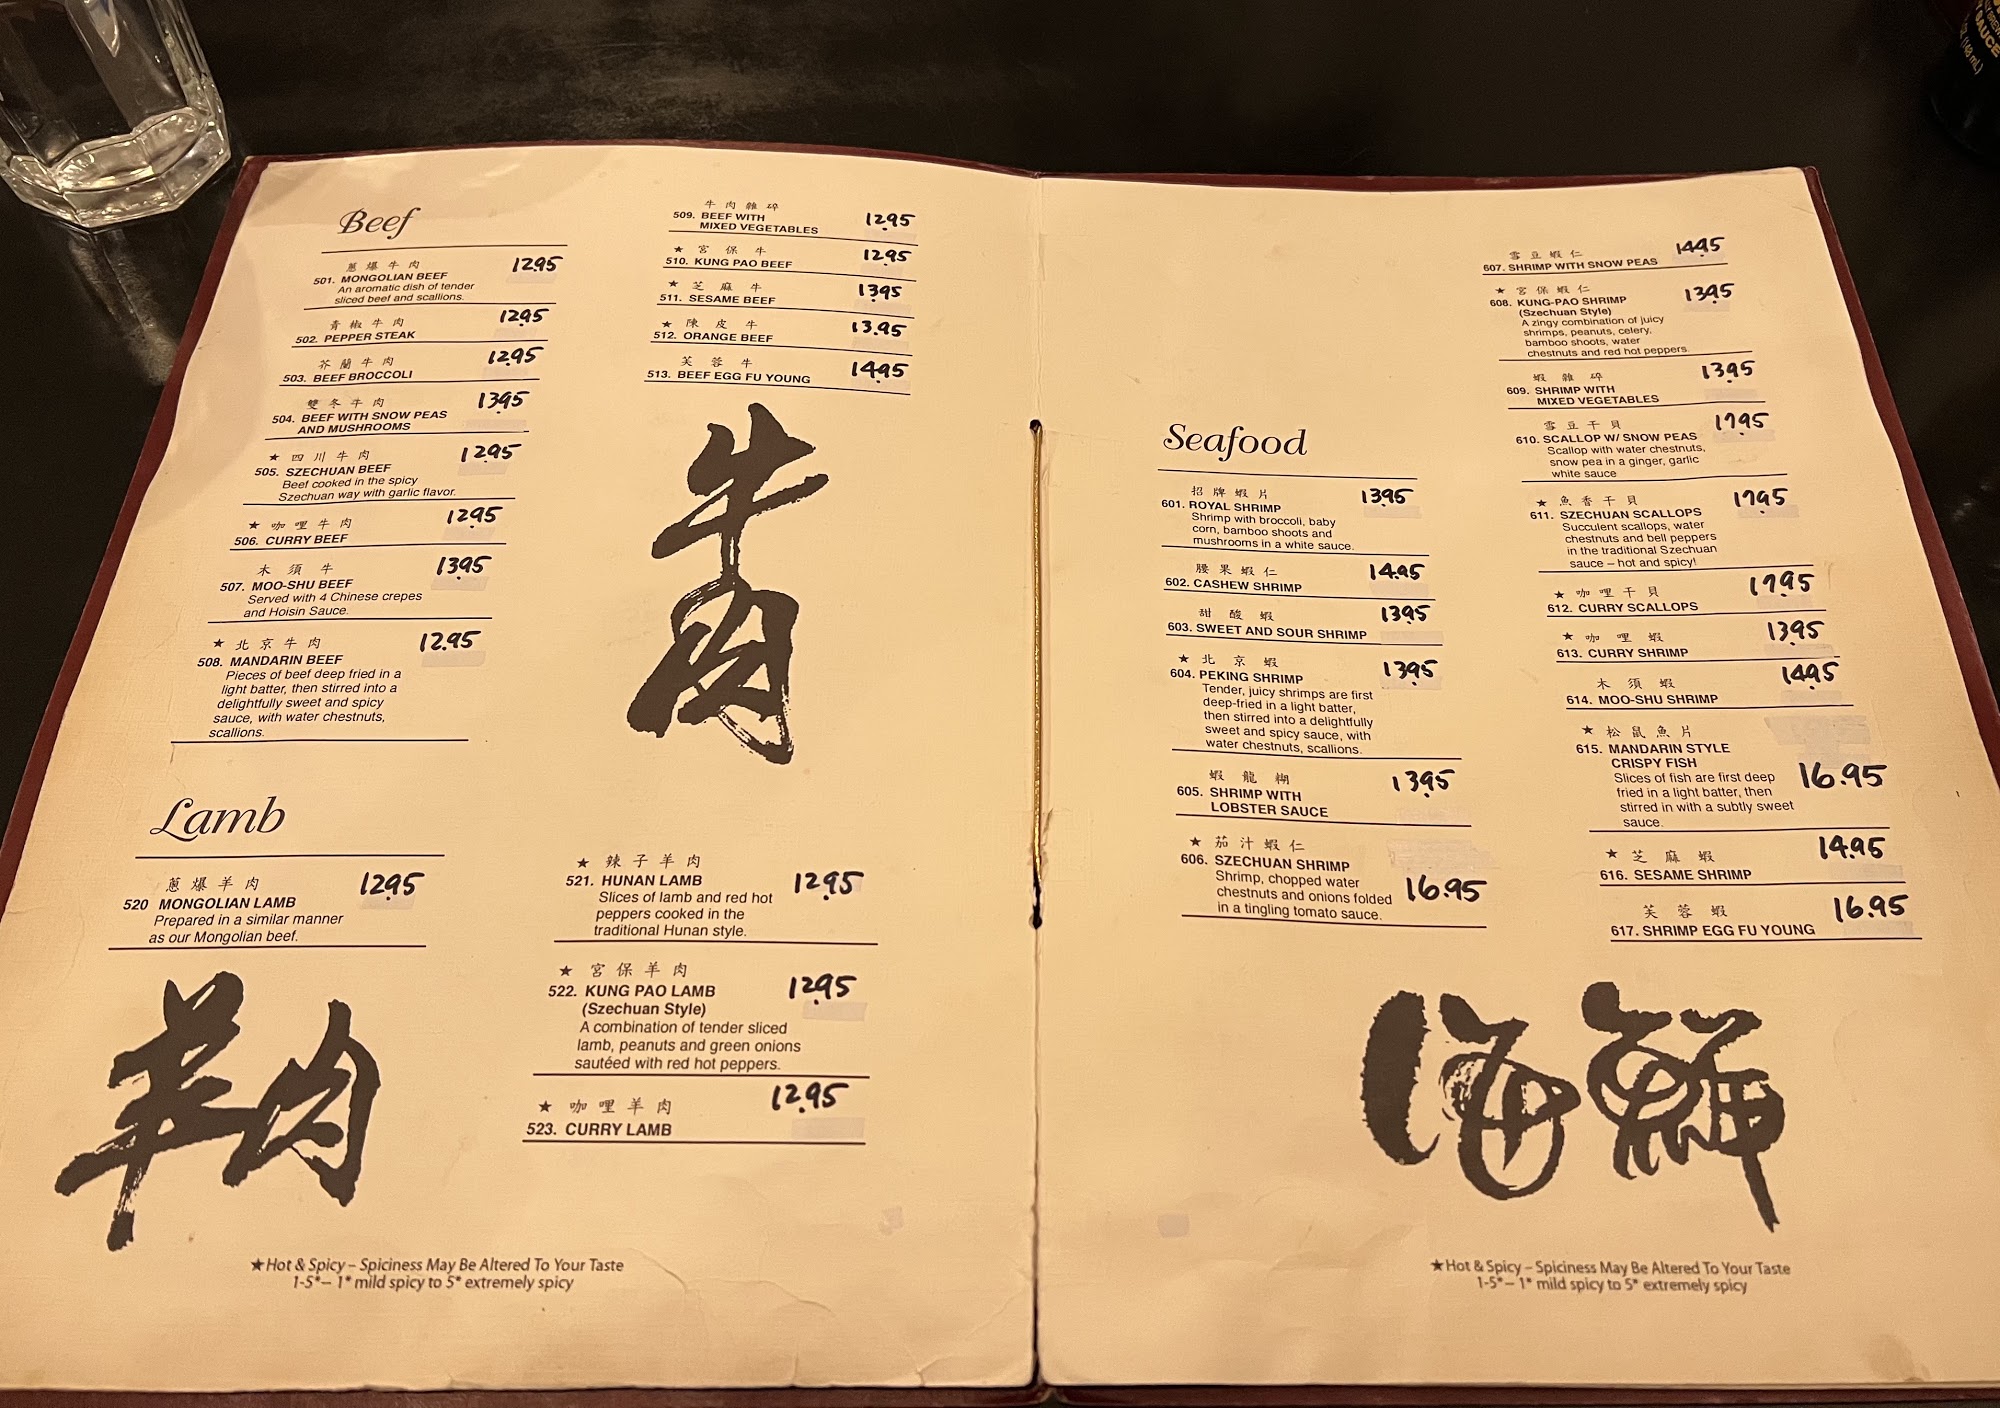 Beef
蔥爆牛肉 12.95
501. MONGOLIAN BEEF
An aromatic dish of tender
sliced beef and scallions.
青椒牛肉 12.95
502. PEPPER STEAK
芥蘭牛肉 12.95
503. BEEF BROCCOLI
雙冬牛肉 13.95
504. BEEF WITH SNOW PEAS
AND MUSHROOMS
★ 四川牛肉 12.95
505. SZECHUAN BEEF
Beef cooked in the spicy
Szechuan way with garlic flavor.
★ 咖哩牛肉 12.95
506. CURRY BEEF
木須牛 13.95
507. MOO-SHU BEEF
Served with 4 Chinese crepes
and Hoisin Sauce.
★ 北京牛肉 12.95
508. MANDARIN BEEF
Pieces of beef deep fried in a
light batter, then stirred into a
delightfully sweet and spicy
sauce, with water chestnuts,
scallions.
牛肉雜碎 12.95
509. BEEF WITH
MIXED VEGETABLES
★ 宮保牛 12.95
510. KUNG PAO BEEF
★ 芝麻牛 13.95
511. SESAME BEEF
★ 陳皮牛 13.95
512. ORANGE BEEF
芙蓉牛 14.95
513. BEEF EGG FU YOUNG
牛肉
Lamb
蔥爆羊肉 12.95
520 MONGOLIAN LAMB
Prepared in a similar manner
as our Mongolian beef.
羊肉
★ 辣子羊肉 12.95
521. HUNAN LAMB
Slices of lamb and red hot
peppers cooked in the
traditional Hunan style.
★ 宮保羊肉 12.95
522. KUNG PAO LAMB
(Szechuan Style)
A combination of tender sliced
lamb, peanuts and green onions
sautéed with red hot peppers.
★ 咖哩羊肉 12.95
523. CURRY LAMB
★Hot & Spicy – Spiciness May Be Altered To Your Taste
1-5*– 1* mild spicy to 5* extremely spicy
Seafood
招牌蝦片 13.95
601. ROYAL SHRIMP
Shrimp with broccoli, baby
corn, bamboo shoots and
mushrooms in a white sauce.
腰果蝦仁 14.95
602. CASHEW SHRIMP
甜酸蝦 13.95
603. SWEET AND SOUR SHRIMP
★ 北京蝦 13.95
604. PEKING SHRIMP
Tender, juicy shrimps are first
deep-fried in a light batter,
then stirred into a delightfully
sweet and spicy sauce, with
water chestnuts, scallions.
蝦龍糊 13.95
605. SHRIMP WITH
LOBSTER SAUCE
★ 茄汁蝦仁
606. SZECHUAN SHRIMP
Shrimp, chopped water
chestnuts and onions folded 16.95
in a tingling tomato sauce.
雪豆蝦仁 14.95
607. SHRIMP WITH SNOW PEAS
★ 宮保蝦仁 13.95
608. KUNG-PAO SHRIMP
(Szechuan Style)
A zingy combination of juicy
shrimps, peanuts, celery,
bamboo shoots, water
chestnuts and red hot peppers.
蝦雜碎 13.95
609. SHRIMP WITH
MIXED VEGETABLES
雪豆干貝 17.95
610. SCALLOP W/ SNOW PEAS
Scallop with water chestnuts,
snow pea in a ginger, garlic
white sauce
★ 魚香干貝 17.95
611. SZECHUAN SCALLOPS
Succulent scallops, water
chestnuts and bell peppers
in the traditional Szechuan
sauce – hot and spicy!
★ 咖哩干貝 17.95
612. CURRY SCALLOPS
★ 咖哩蝦 13.95
613. CURRY SHRIMP
木須蝦 14.95
614. MOO-SHU SHRIMP
★ 松鼠魚片
615. MANDARIN STYLE
CRISPY FISH
Slices of fish are first deep 16.95
fried in a light batter, then
stirred in with a subtly sweet
sauce.
★ 芝麻蝦 14.95
616. SESAME SHRIMP
芙蓉蝦 16.95
617. SHRIMP EGG FU YOUNG
海鮮
★Hot & Spicy – Spiciness May Be Altered To Your Taste
1-5*– 1* mild spicy to 5* extremely spicy
SAUCE